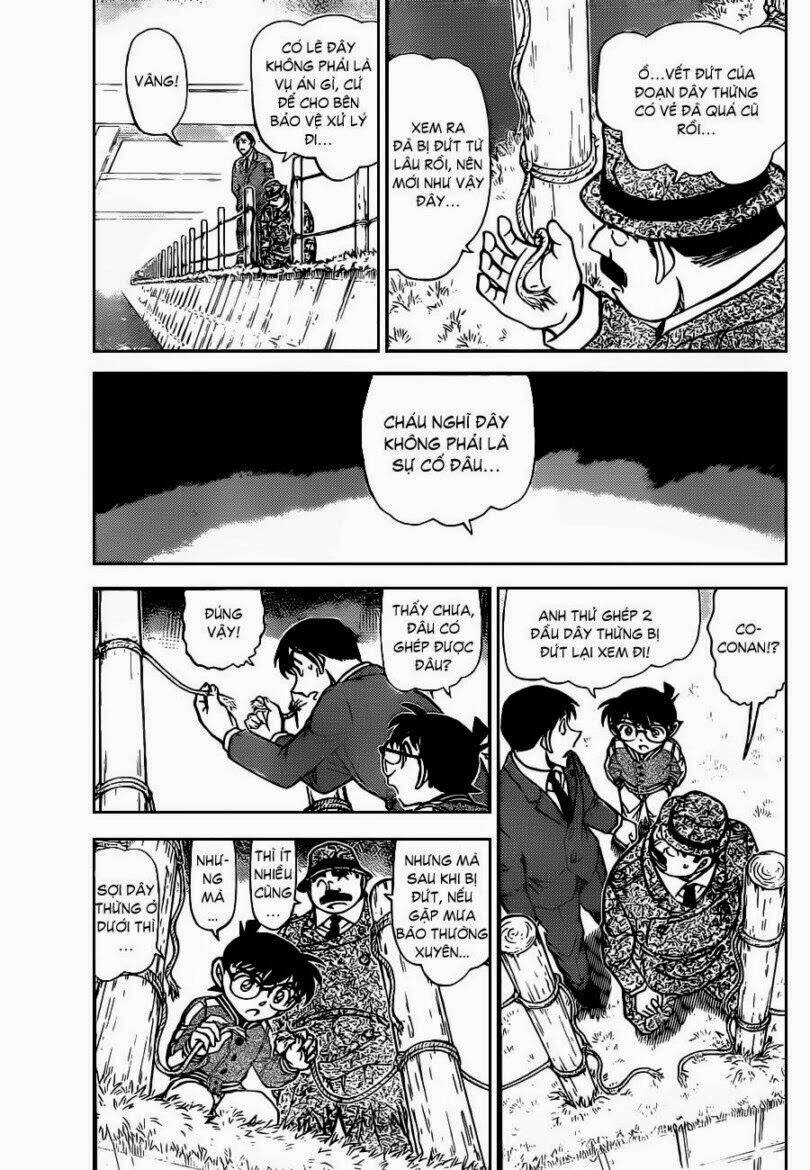 Ồ...VẾT ĐỨT CỦA
ĐOẠN DÂY THỪNG
CÓ VẺ ĐÃ QUÁ CŨ
RỒI...
XEM RA
ĐÃ BỊ ĐỨT TỪ
LÂU RỒI, NÊN
MỚI NHƯ VẬY
ĐÂY...
CÓ LẼ ĐÂY
KHÔNG PHẢI LÀ
VỤ ÁN GÌ, CỨ
ĐỂ CHO BÊN
BẢO VỆ XỬ LÝ
ĐI...
VÂNG!
CHÁU NGHĨ ĐÂY
KHÔNG PHẢI LÀ
SỰ CỐ ĐÂU...
CO-
CONAN!?
ANH THỬ GHÉP 2
ĐẦU DÂY THỪNG BỊ
ĐỨT LẠI XEM ĐI!
THẤY CHƯA,
ĐÂU CÓ
GHÉP ĐƯỢC
ĐÂU?
ĐÚNG
VẬY!
NHƯNG MÀ
SAU KHI BỊ
ĐỨT, NẾU
GẶP MƯA
BÃO THƯỜNG
XUYÊN...
THÌ ÍT
NHIỀU
CŨNG...
NHƯ-
NG
MÀ...
SỢI DÂY
THỪNG Ở
DƯỚI THÌ
...